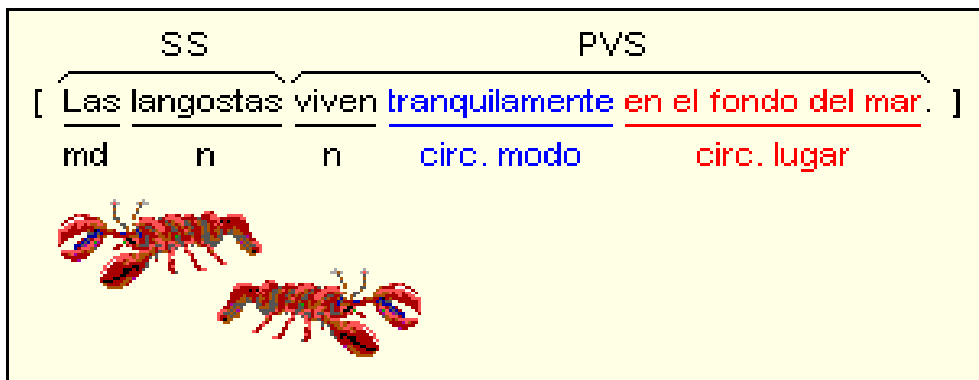 SS PVS
[ Las langostas viven tranquilamente en el fondo del mar. ]
md n n circ. modo circ. lugar